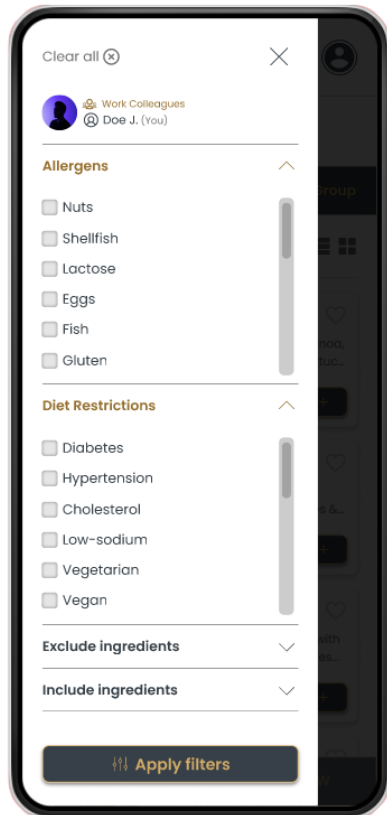 Clear all
Work Colleagues
Doe J. (You)
Allergens
Group
Nuts
Shellfish
Lactose
Eggs
Fish
Gluten
Diet Restrictions
Diabetes
Hypertension
Cholesterol
Low-sodium
Vegetarian
Vegan
Exclude ingredients
Include ingredients
Apply filters